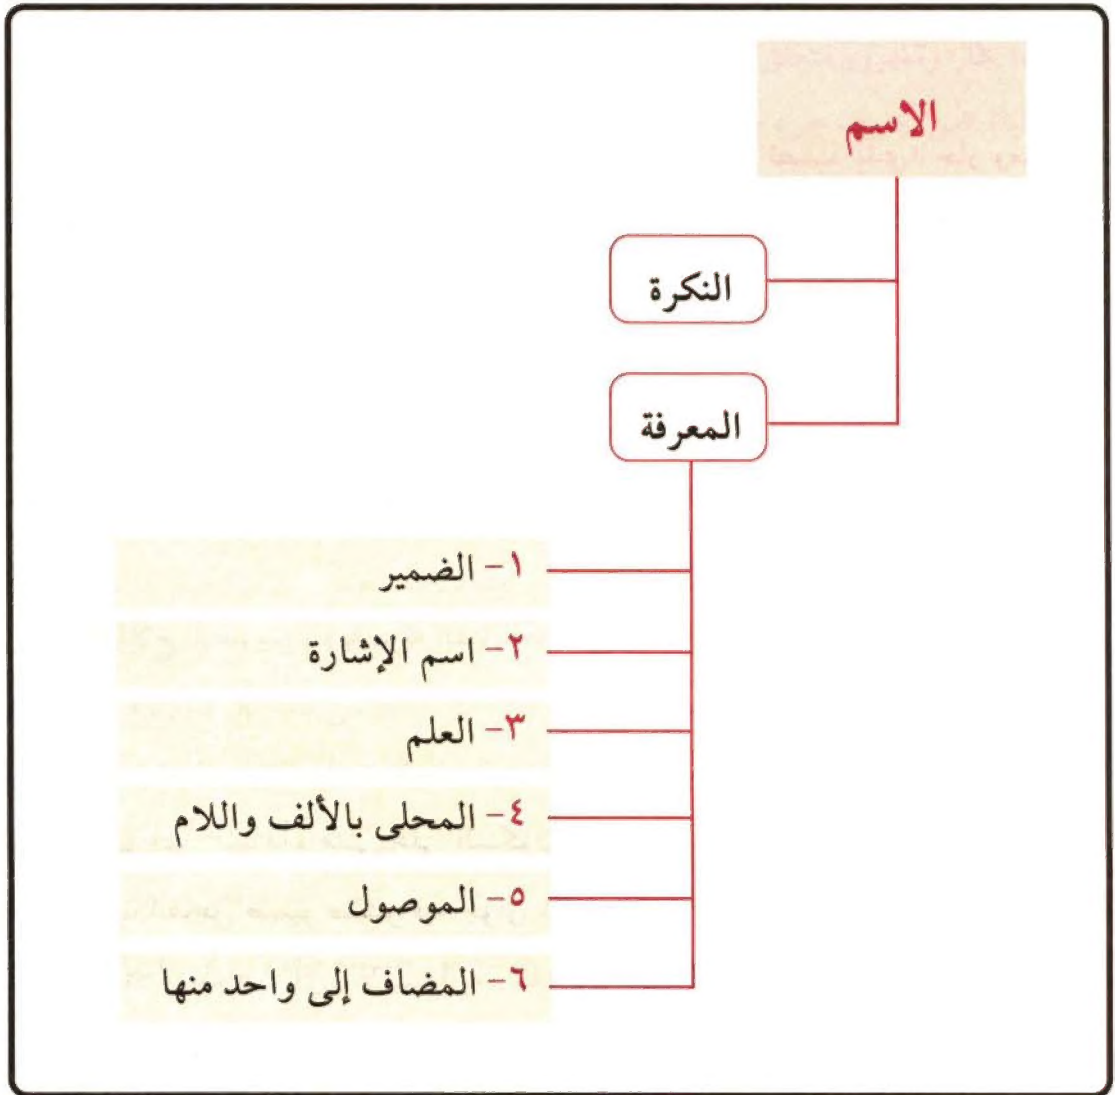 الاسم
النكرة
المعرفة
١- الضمير
٢- اسم الإشارة
٣- العلم
٤- المحلى بالألف واللام
٥- الموصول
٦- المضاف إلى واحد منها